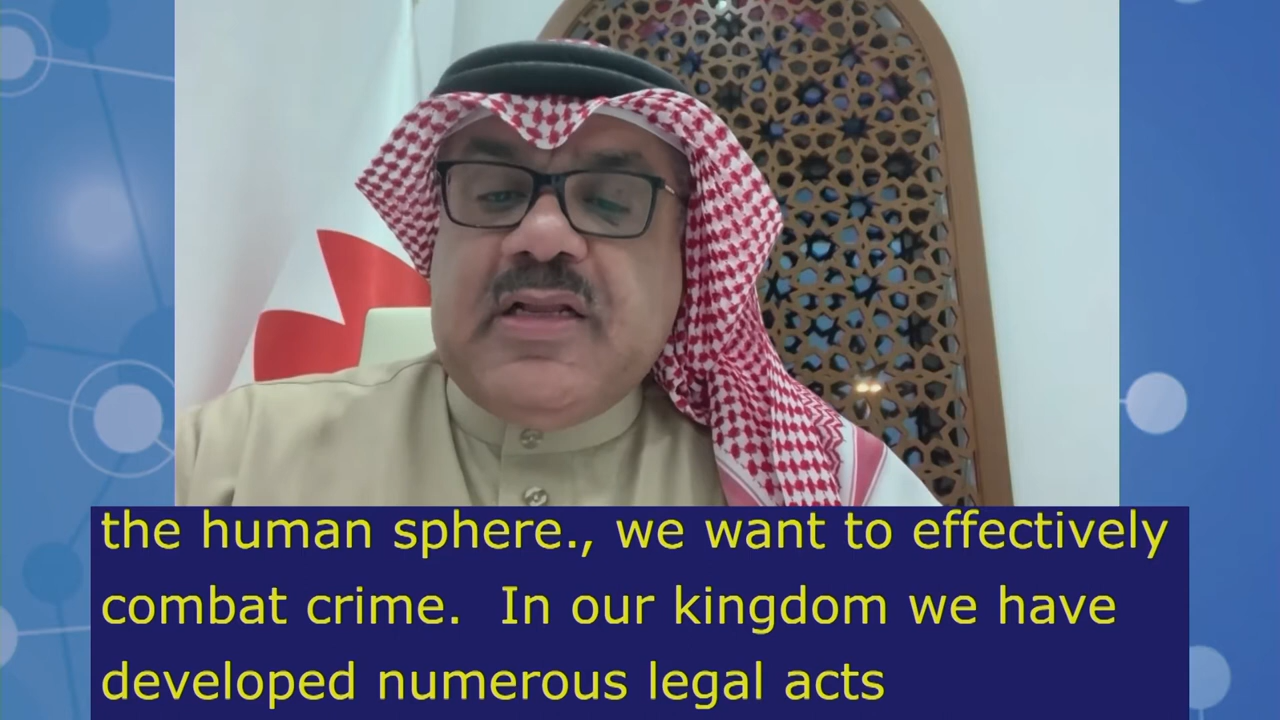 the human sphere., we want to effectively
combat crime.  In our kingdom we have
developed numerous legal acts